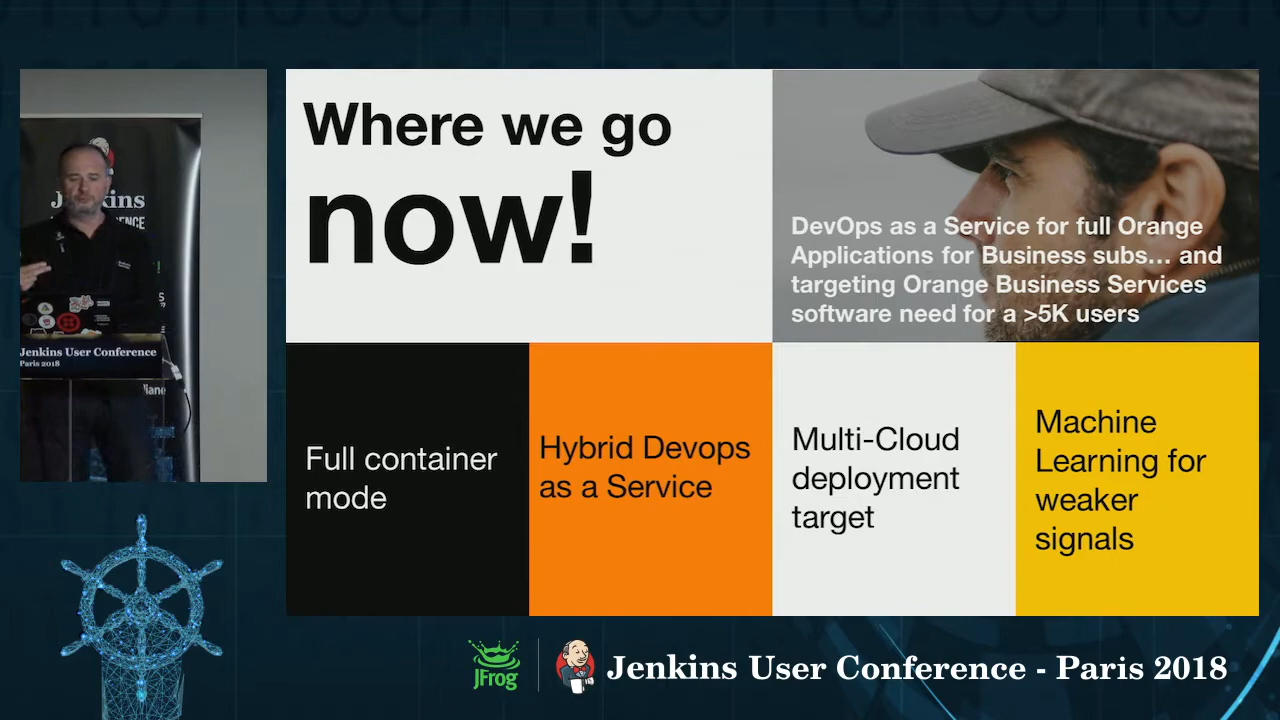 Where we go
now!
DevOps as a Service for full Orange
Applications for Business subs... and
targeting Orange Business Services
software need for a >5K users
Full container
mode
Hybrid Devops
as a Service
Multi-Cloud
deployment
target
Machine
Learning for
weaker
signals
Jenkins User Conference
Paris 2018
JFrog
Jenkins User Conference - Paris 2018